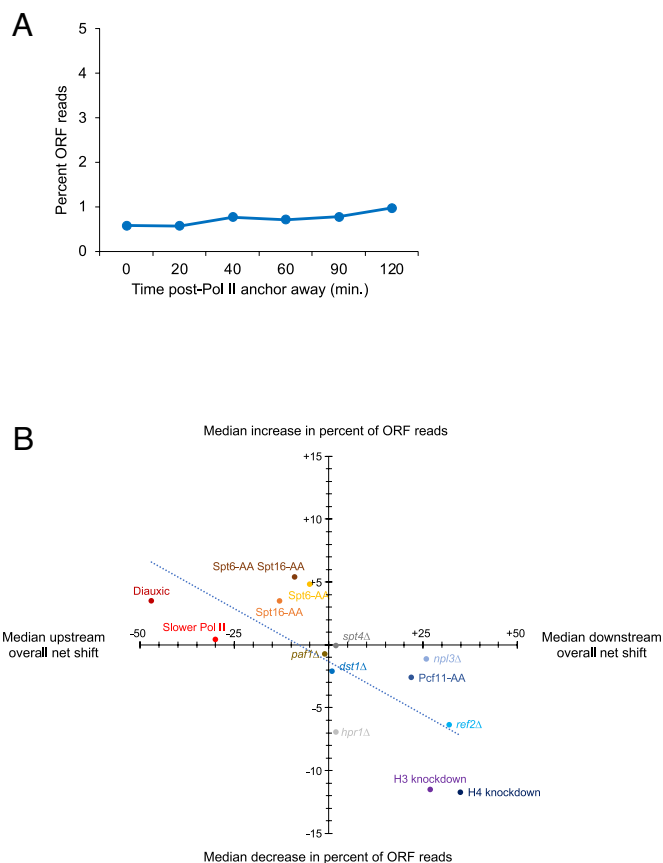 A
Percent ORF reads
5
4
3
2
1
0
0 20 40 60 90 120
Time post-Pol II anchor away (min.)
B
Median increase in percent of ORF reads
+15
+10
Spt6-AA Spt16-AA
+5
Diauxic
Spt6-AA
Spt16-AA
Slower Pol II
spt4Δ
Median upstream
overall net shift
-50 -25 +25 +50
Median downstream
overall net shift
paf1Δ
npl3Δ
dst1Δ
Pcf11-AA
-5
ref2Δ
hpr1Δ
-10
H3 knockdown
H4 knockdown
-15
Median decrease in percent of ORF reads